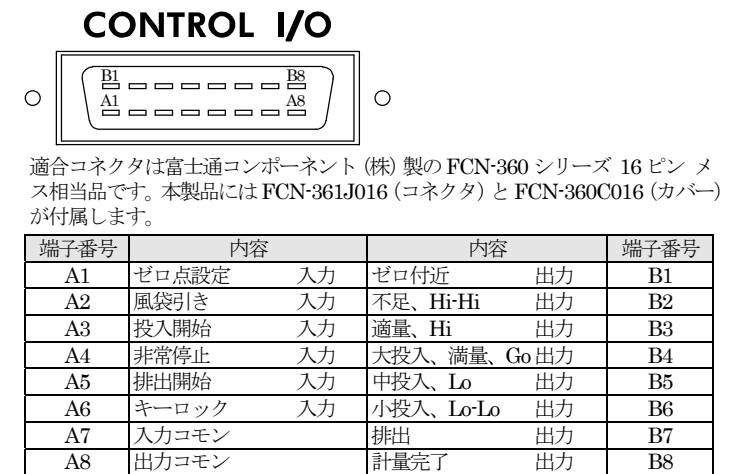 CONTROL I/O
B1 B8
A1 A8
適合コネクタは富士通コンポーネント(株)製の FCN-360 シリーズ 16 ピン メ
ス相当品です。本製品には FCN-361J016(コネクタ)と FCN-360C016(カバー)
が付属します。
端子番号 内容 内容 端子番号
A1 ゼロ点設定 入力 ゼロ付近 出力 B1
A2 風袋引き 入力 不足、Hi-Hi 出力 B2
A3 投入開始 入力 適量、Hi 出力 B3
A4 非常停止 入力 大投入、満量、Go 出力 B4
A5 排出開始 入力 中投入、Lo 出力 B5
A6 キーロック 入力 小投入、Lo-Lo 出力 B6
A7 入力コモン 排出 出力 B7
A8 出力コモン 計量完了 出力 B8